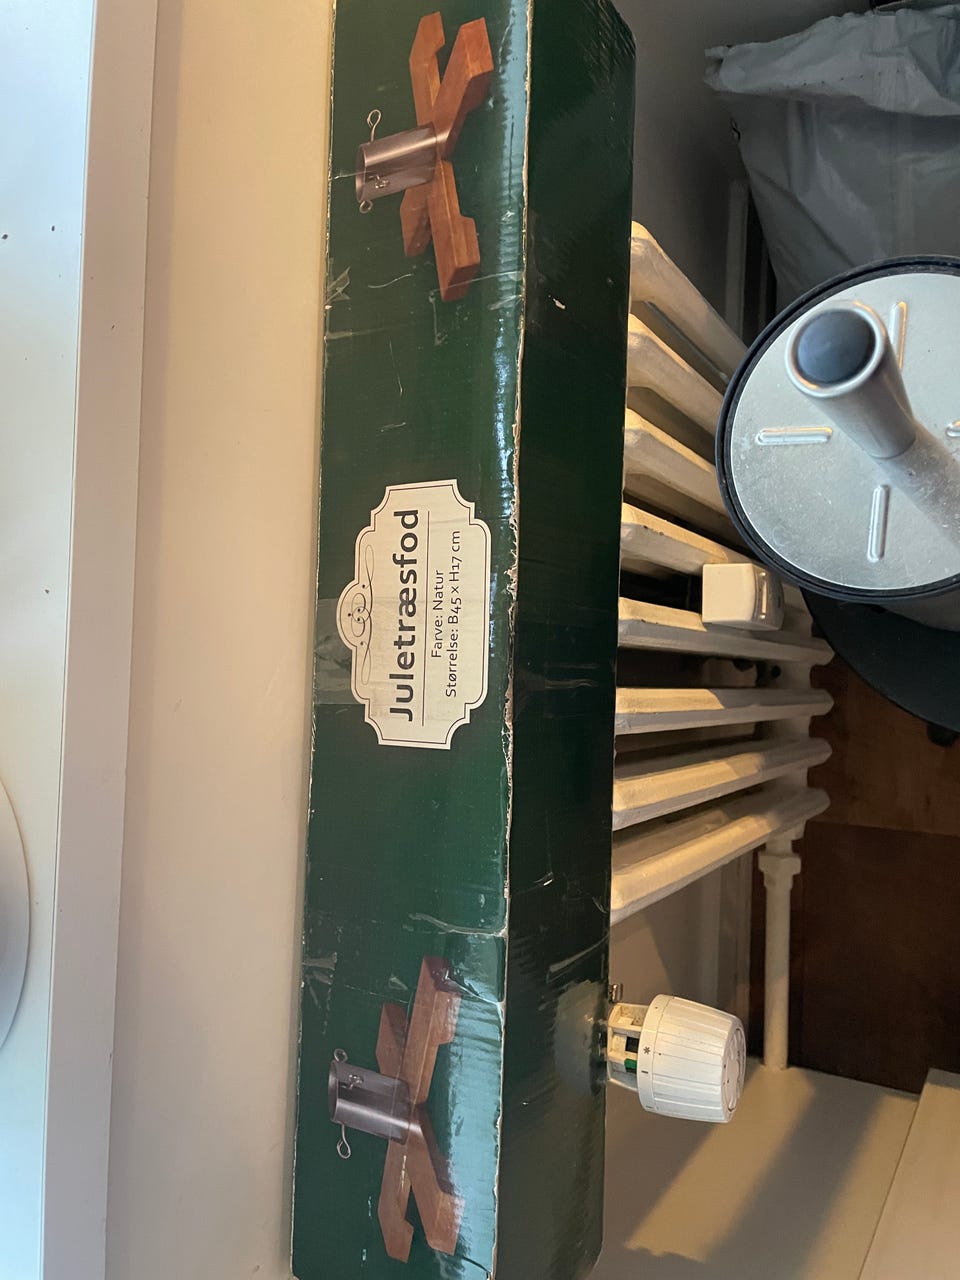 Juletræsfod
Farve: Natur
Størrelse: B45 x H17 cm